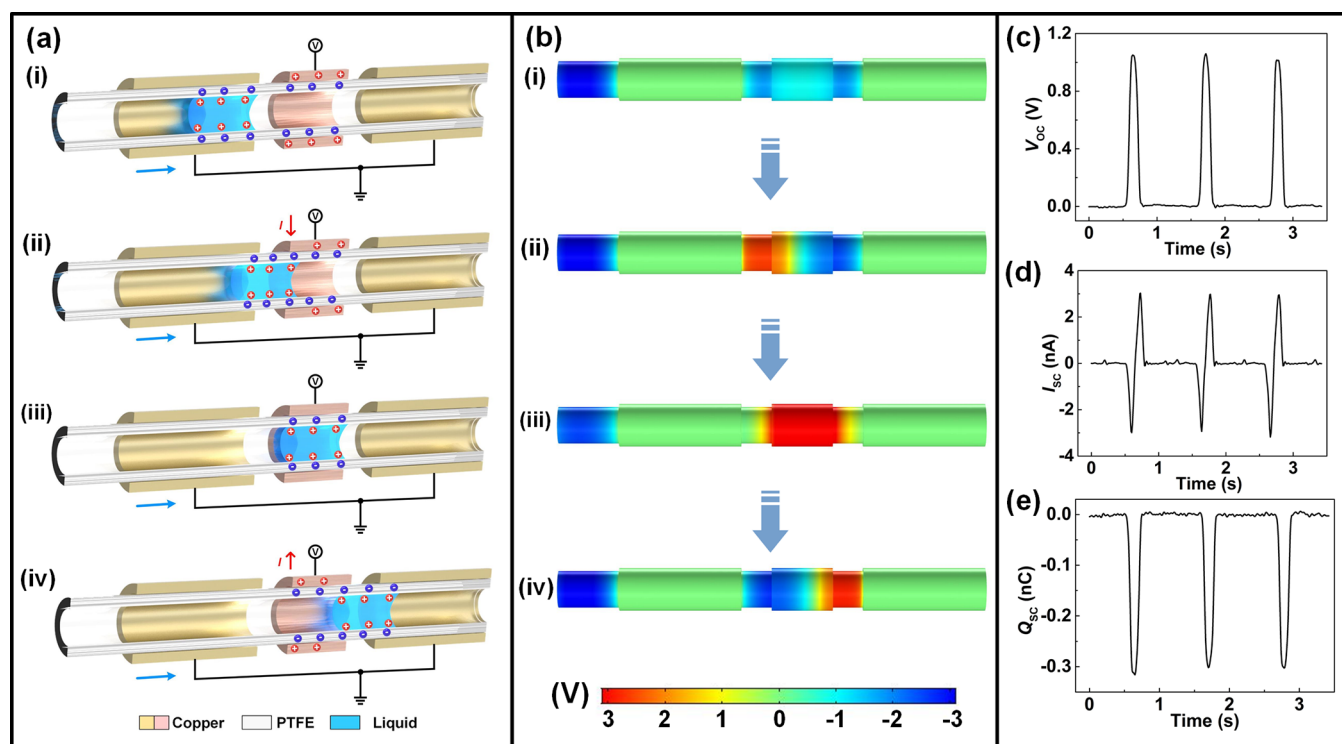 (a)
(i)
V
(ii)
I
V
(iii)
V
(iv)
I
V
Copper
PTFE
Liquid
(b)
(i)
(ii)
(iii)
(iv)
(V)
3 2 1 0 -1 -2 -3
(c)
1.2
0.8
0.4
0.0
VOC (V)
0 1 2 3
Time (s)
(d)
4
2
0
-2
-4
ISC (nA)
0 1 2 3
Time (s)
(e)
0.0
-0.1
-0.2
-0.3
QSC (nC)
0 1 2 3
Time (s)